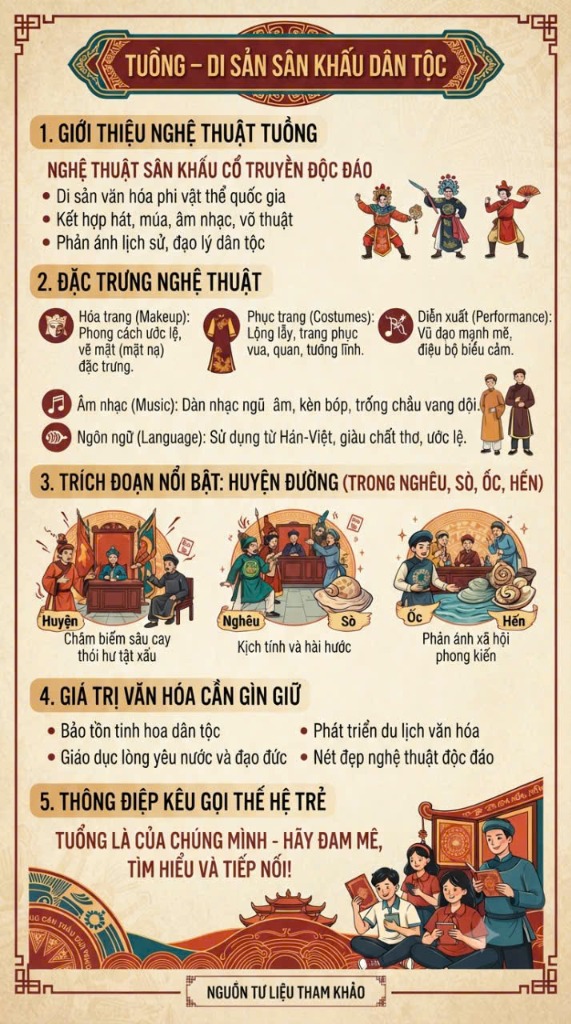 TUỒNG – DI SẢN SÂN KHẤU DÂN TỘC
1. GIỚI THIỆU NGHỆ THUẬT TUỒNG
NGHỆ THUẬT SÂN KHẤU CỔ TRUYỀN ĐỘC ĐÁO
• Di sản văn hóa phi vật thể quốc gia
• Kết hợp hát, múa, âm nhạc, võ thuật
• Phản ánh lịch sử, đạo lý dân tộc
2. ĐẶC TRƯNG NGHỆ THUẬT
Hóa trang (Makeup):
Phong cách ước lệ,
vẽ mặt (mặt nạ)
đặc trưng.
Phục trang (Costumes):
Lộng lẫy, trang phục
vua, quan, tướng lĩnh.
Diễn xuất (Performance):
Vũ đạo mạnh mẽ,
điệu bộ biểu cảm.
Âm nhạc (Music): Dàn nhạc ngũ âm, kèn bóp, trống chầu vang dội.
Ngôn ngữ (Language): Sử dụng từ Hán-Việt, giàu chất thơ, ước lệ.
3. TRÍCH ĐOẠN NỔI BẬT: HUYỆN ĐƯỜNG (TRONG NGHÊU, SÒ, ỐC, HẾN)
Huyện
Châm biếm sâu cay
thói hư tật xấu
Nghêu
Sò
Kịch tính và hài hước
Ốc
Hến
Phản ánh xã hội
phong kiến
4. GIÁ TRỊ VĂN HÓA CẦN GÌN GIỮ
• Bảo tồn tinh hoa dân tộc
• Giáo dục lòng yêu nước và đạo đức
• Phát triển du lịch văn hóa
• Nét đẹp nghệ thuật độc đáo
5. THÔNG ĐIỆP KÊU GỌI THẾ HỆ TRẺ
TUỒNG LÀ CỦA CHÚNG MÌNH - HÃY ĐAM MÊ,
TÌM HIỂU VÀ TIẾP NỐI!
NGUỒN TƯ LIỆU THAM KHẢO